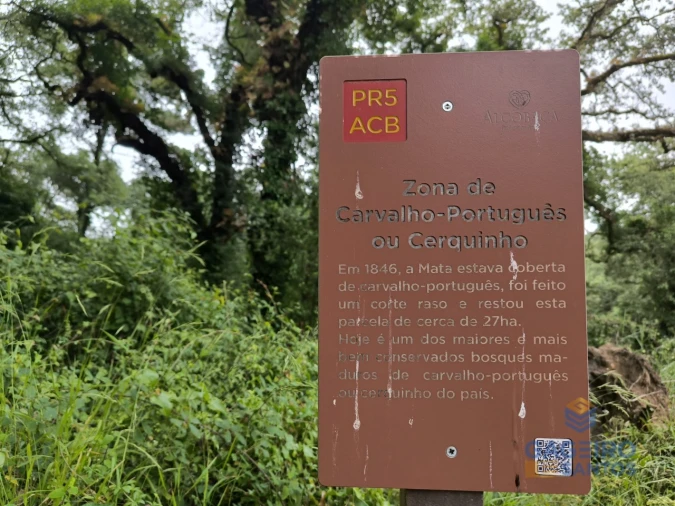 PR5
ACB
Zona de
Carvalho-Português
ou Cerquinho
Em 1846, a Mata estava coberta
de carvalho-português, foi feito
um corte raso e restou esta
parcela de cerca de 27ha.
Hoje é um dos maiores e mais
bem conservados bosques ma-
duros de carvalho-português
ou cerquinho do país.